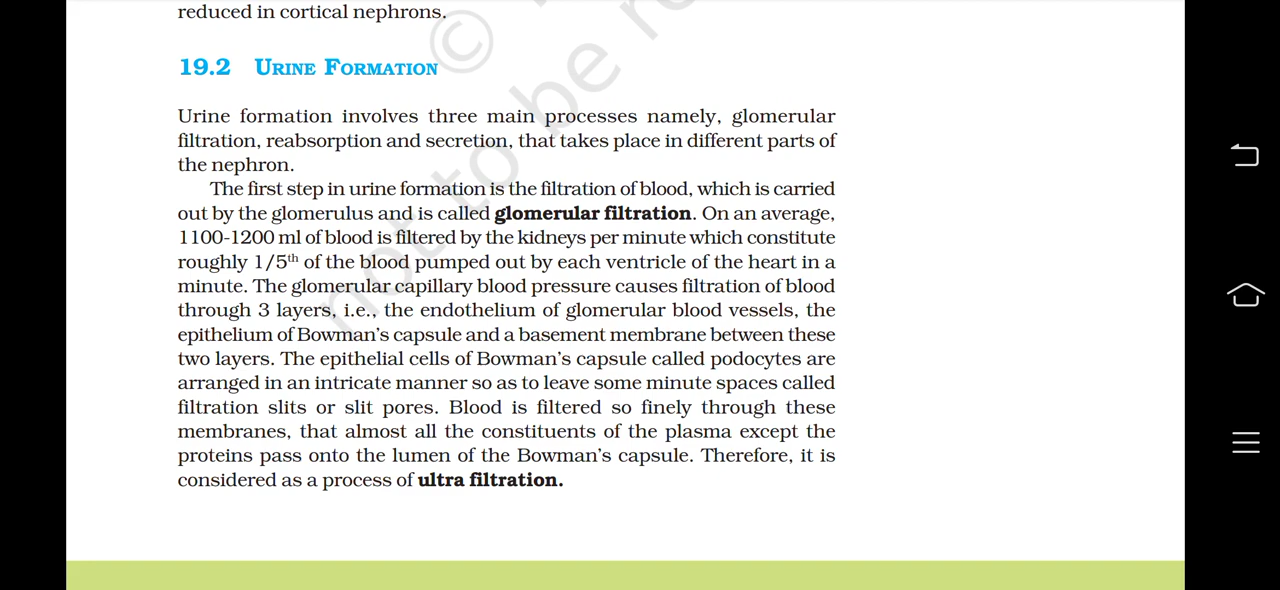 reduced in cortical nephrons.
19.2 URINE FORMATION
Urine formation involves three main processes namely, glomerular
filtration, reabsorption and secretion, that takes place in different parts of
the nephron.
The first step in urine formation is the filtration of blood, which is carried
out by the glomerulus and is called glomerular filtration. On an average,
1100-1200 ml of blood is filtered by the kidneys per minute which constitute
roughly 1/5th of the blood pumped out by each ventricle of the heart in a
minute. The glomerular capillary blood pressure causes filtration of blood
through 3 layers, i.e., the endothelium of glomerular blood vessels, the
epithelium of Bowman's capsule and a basement membrane between these
two layers. The epithelial cells of Bowman's capsule called podocytes are
arranged in an intricate manner so as to leave some minute spaces called
filtration slits or slit pores. Blood is filtered so finely through these
membranes, that almost all the constituents of the plasma except the
proteins pass onto the lumen of the Bowman's capsule. Therefore, it is
considered as a process of ultra filtration.
©
not to be r